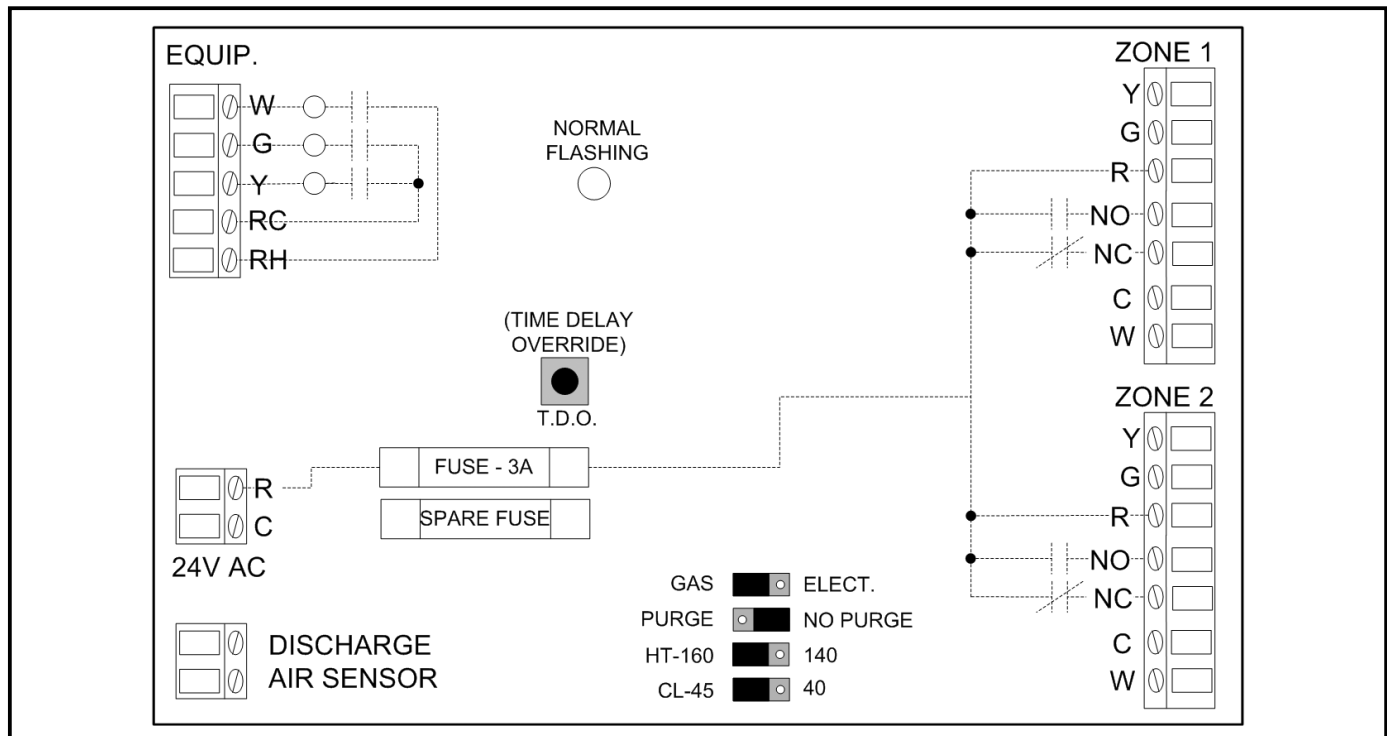 EQUIP.
W
G
Y
RC
RH
NORMAL
FLASHING
ZONE 1
Y
G
R
NO
NC
C
W
(TIME DELAY
OVERRIDE)
T.D.O.
ZONE 2
Y
G
R
NO
NC
C
W
FUSE - 3A
SPARE FUSE
R
C
24V AC
DISCHARGE
AIR SENSOR
GAS ELECT.
PURGE NO PURGE
HT-160 140
CL-45 40